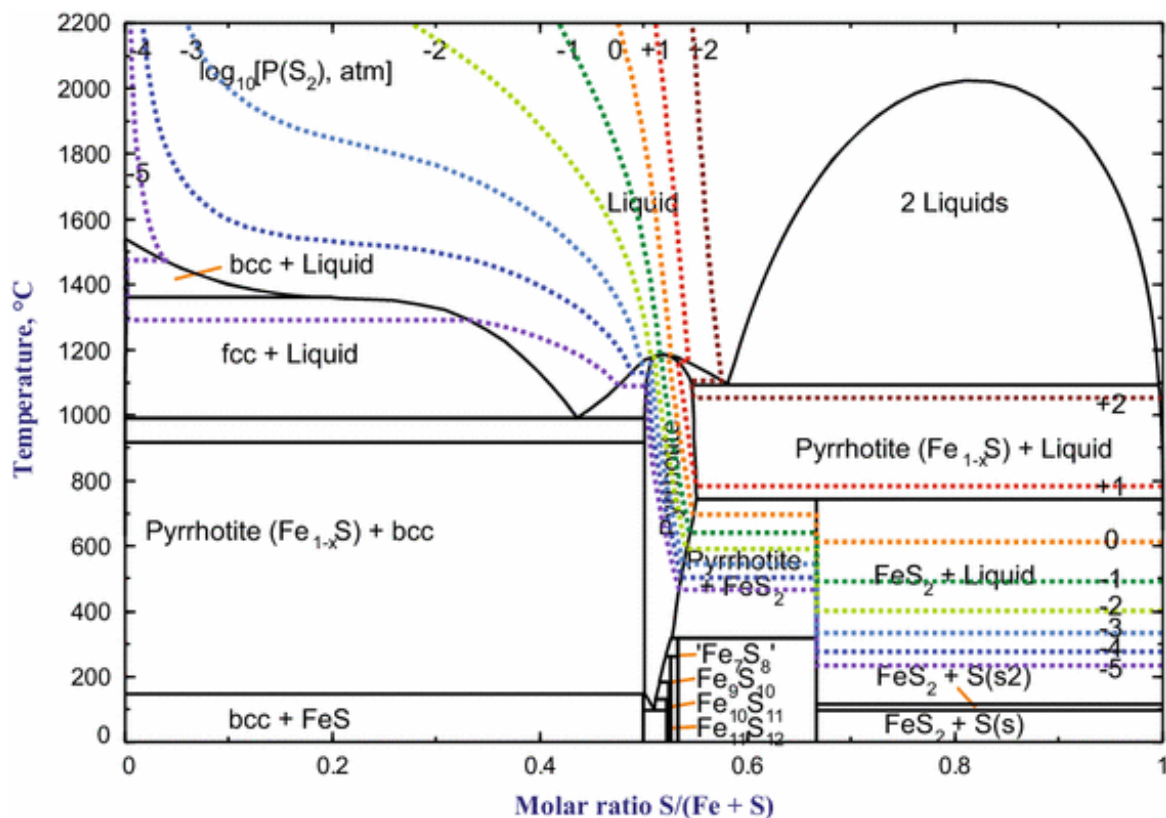 2200
2000
1800
1600
1400
1200
1000
800
600
400
200
0
Temperature, °C
-4
-3
-2
-1
0
+1
+2
log10[P(S2), atm]
-5
Liquid
2 Liquids
bcc + Liquid
fcc + Liquid
Pyrrhotite
+2
Pyrrhotite (Fe1-xS) + Liquid
+1
Pyrrhotite (Fe1-xS) + bcc
0
Pyrrhotite
+ FeS2
FeS2 + Liquid
-1
-2
-3
-4
-5
'Fe7S8'
Fe9S10
Fe10S11
Fe11S12
FeS2 + S(s2)
FeS2 + S(s)
bcc + FeS
0
0.2
0.4
0.6
0.8
1
Molar ratio S/(Fe + S)